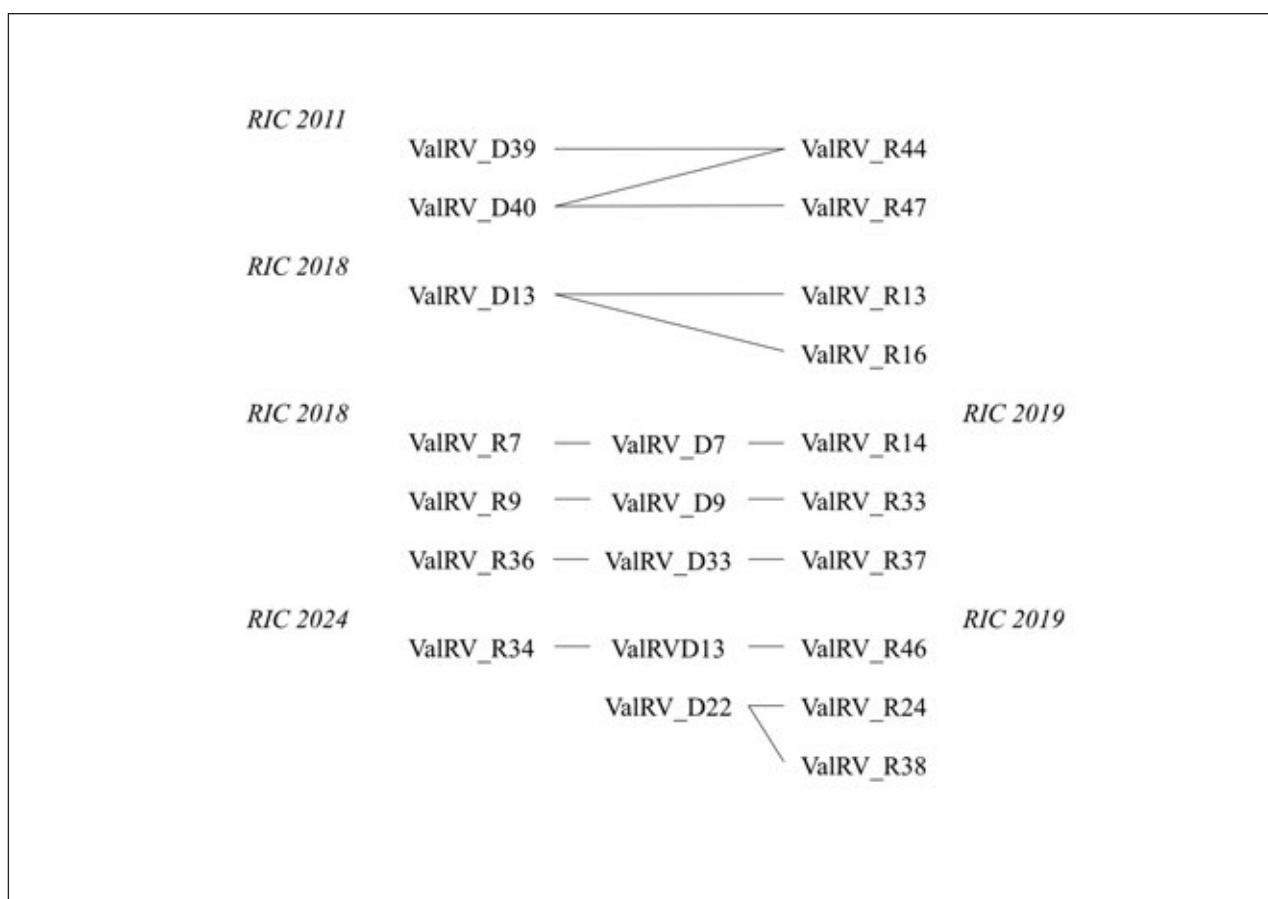 RIC 2011
ValRV_D39 ValRV_R44
ValRV_D40 ValRV_R47
RIC 2018
ValRV_D13 ValRV_R13
ValRV_R16
RIC 2018 RIC 2019
ValRV_R7 ValRV_D7 ValRV_R14
ValRV_R9 ValRV_D9 ValRV_R33
ValRV_R36 ValRV_D33 ValRV_R37
RIC 2024 RIC 2019
ValRV_R34 ValRVD13 ValRV_R46
ValRV_D22 ValRV_R24
ValRV_R38